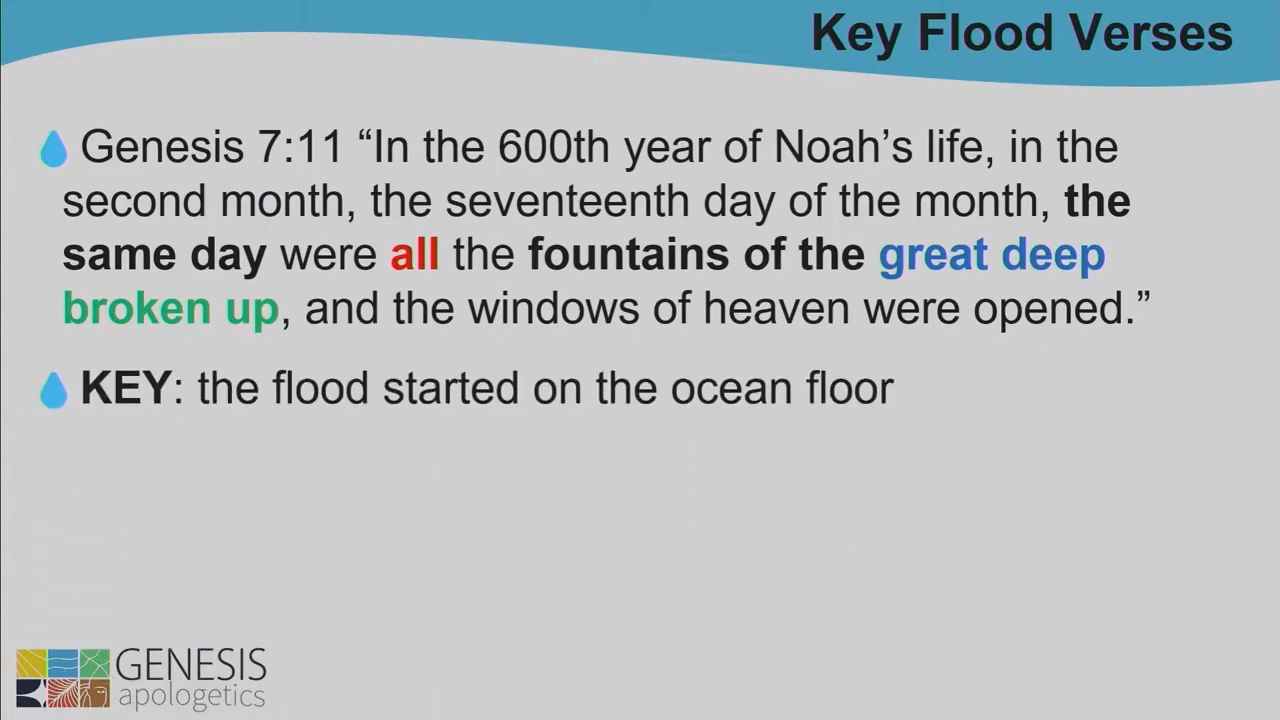 Key Flood Verses
Genesis 7:11 “In the 600th year of Noah’s life, in the
second month, the seventeenth day of the month, the
same day were all the fountains of the great deep
broken up, and the windows of heaven were opened.”
KEY: the flood started on the ocean floor
GENESIS
apologetics